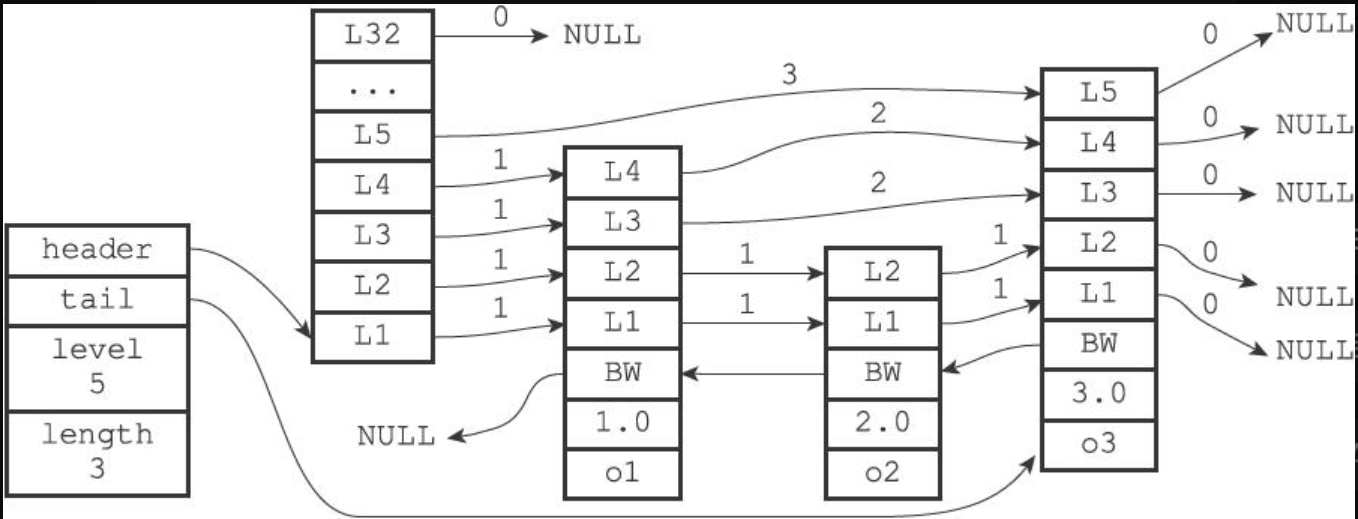 header
tail
level
5
length
3
L32
...
L5
L4
L3
L2
L1
0
NULL
3
1
1
1
1
L4
L3
L2
L1
BW
1.0
o1
NULL
2
2
1
1
L2
L1
BW
2.0
o2
1
1
L5
L4
L3
L2
L1
BW
3.0
o3
0
NULL
0
NULL
0
NULL
0
NULL
0
NULL